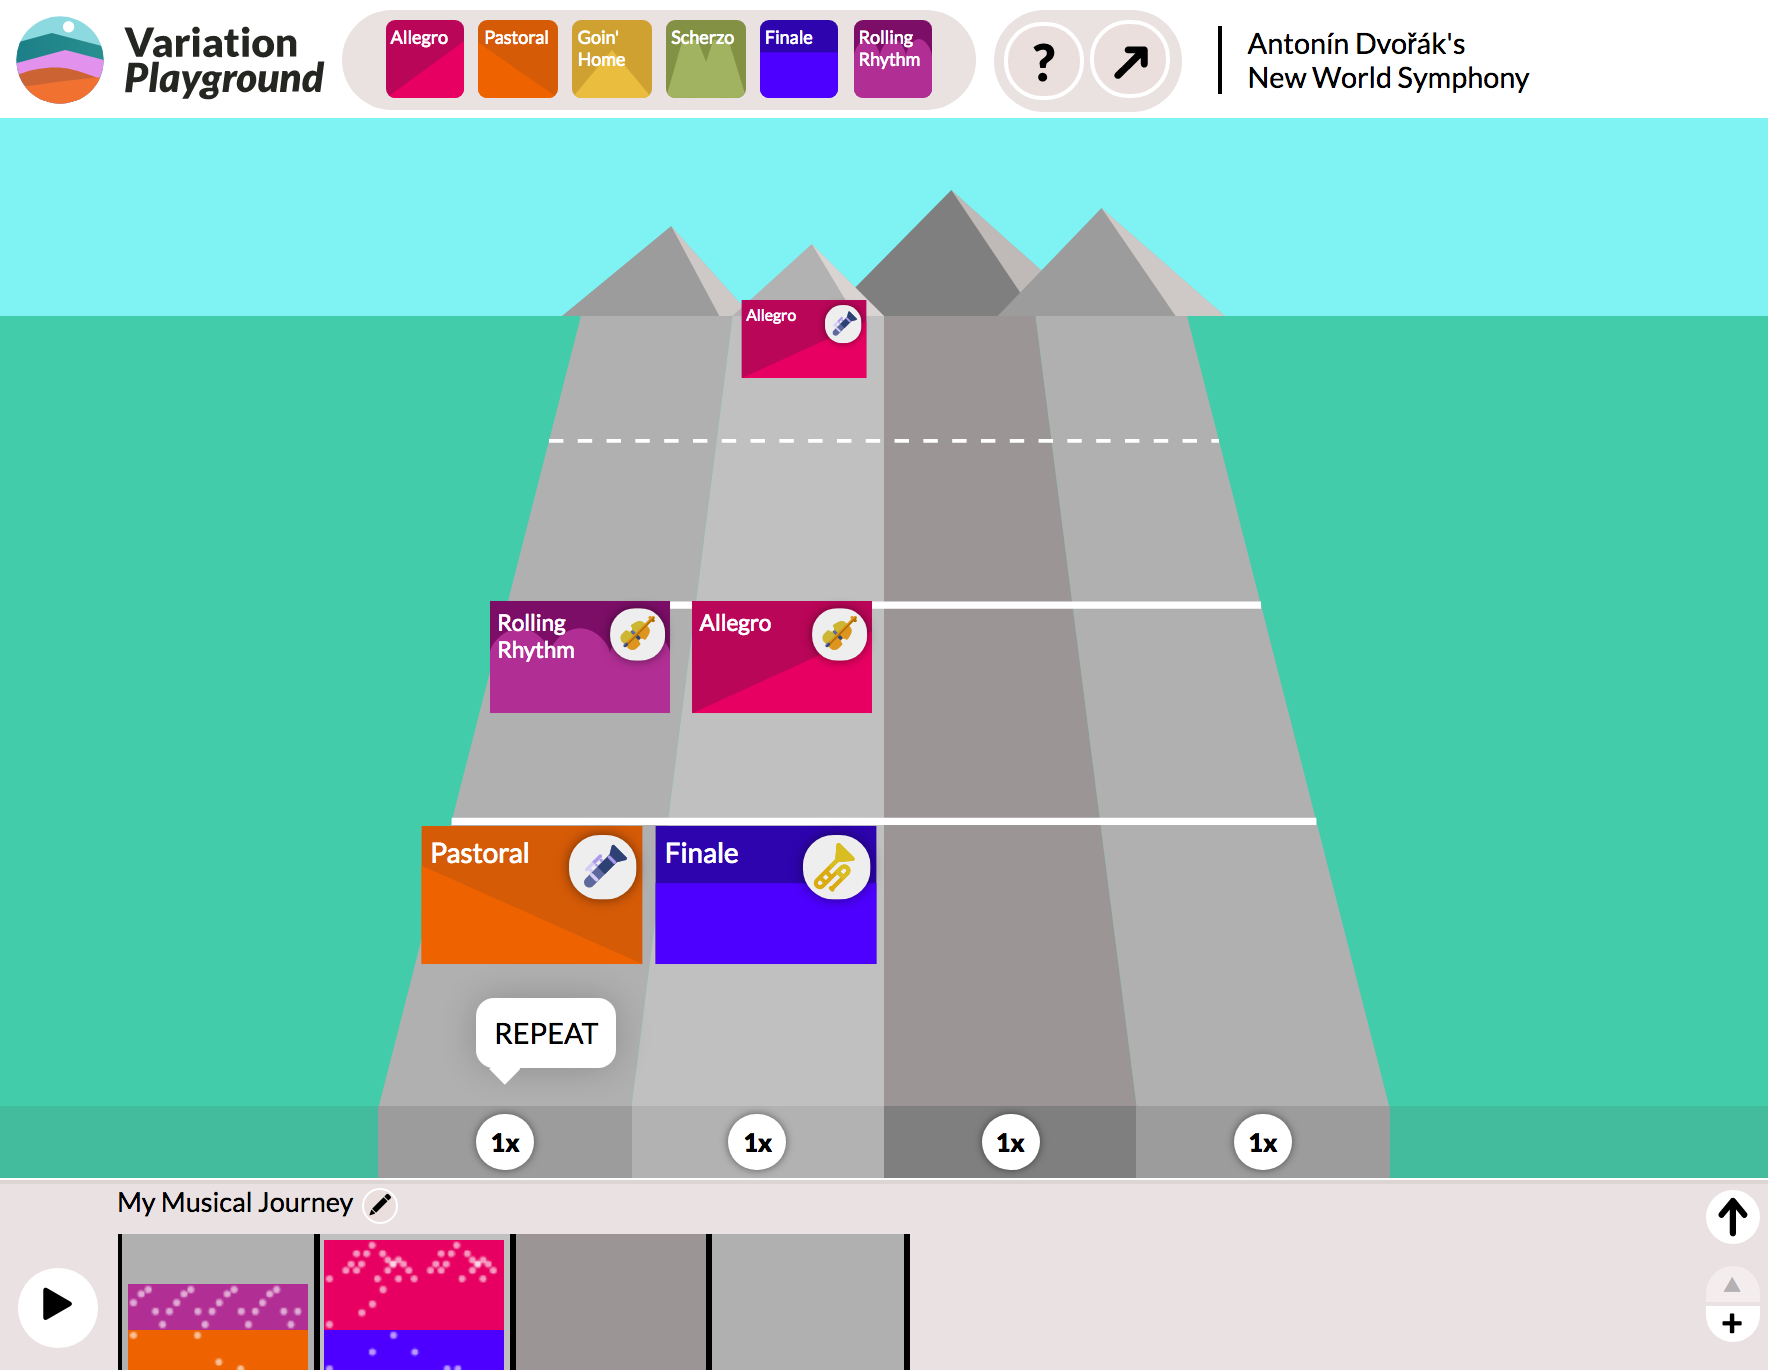 Variation
Playground
Allegro
Pastoral
Goin'
Home
Scherzo
Finale
Rolling
Rhythm
?
Antonín Dvořák's
New World Symphony
Allegro
Rolling
Rhythm
Allegro
Pastoral
Finale
REPEAT
1x
1x
1x
1x
My Musical Journey